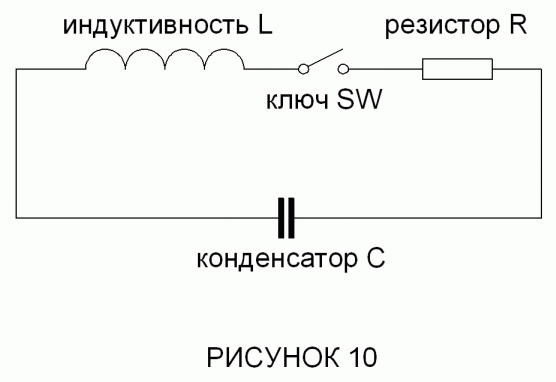 индуктивность L
резистор R
ключ SW
конденсатор C
РИСУНОК 10